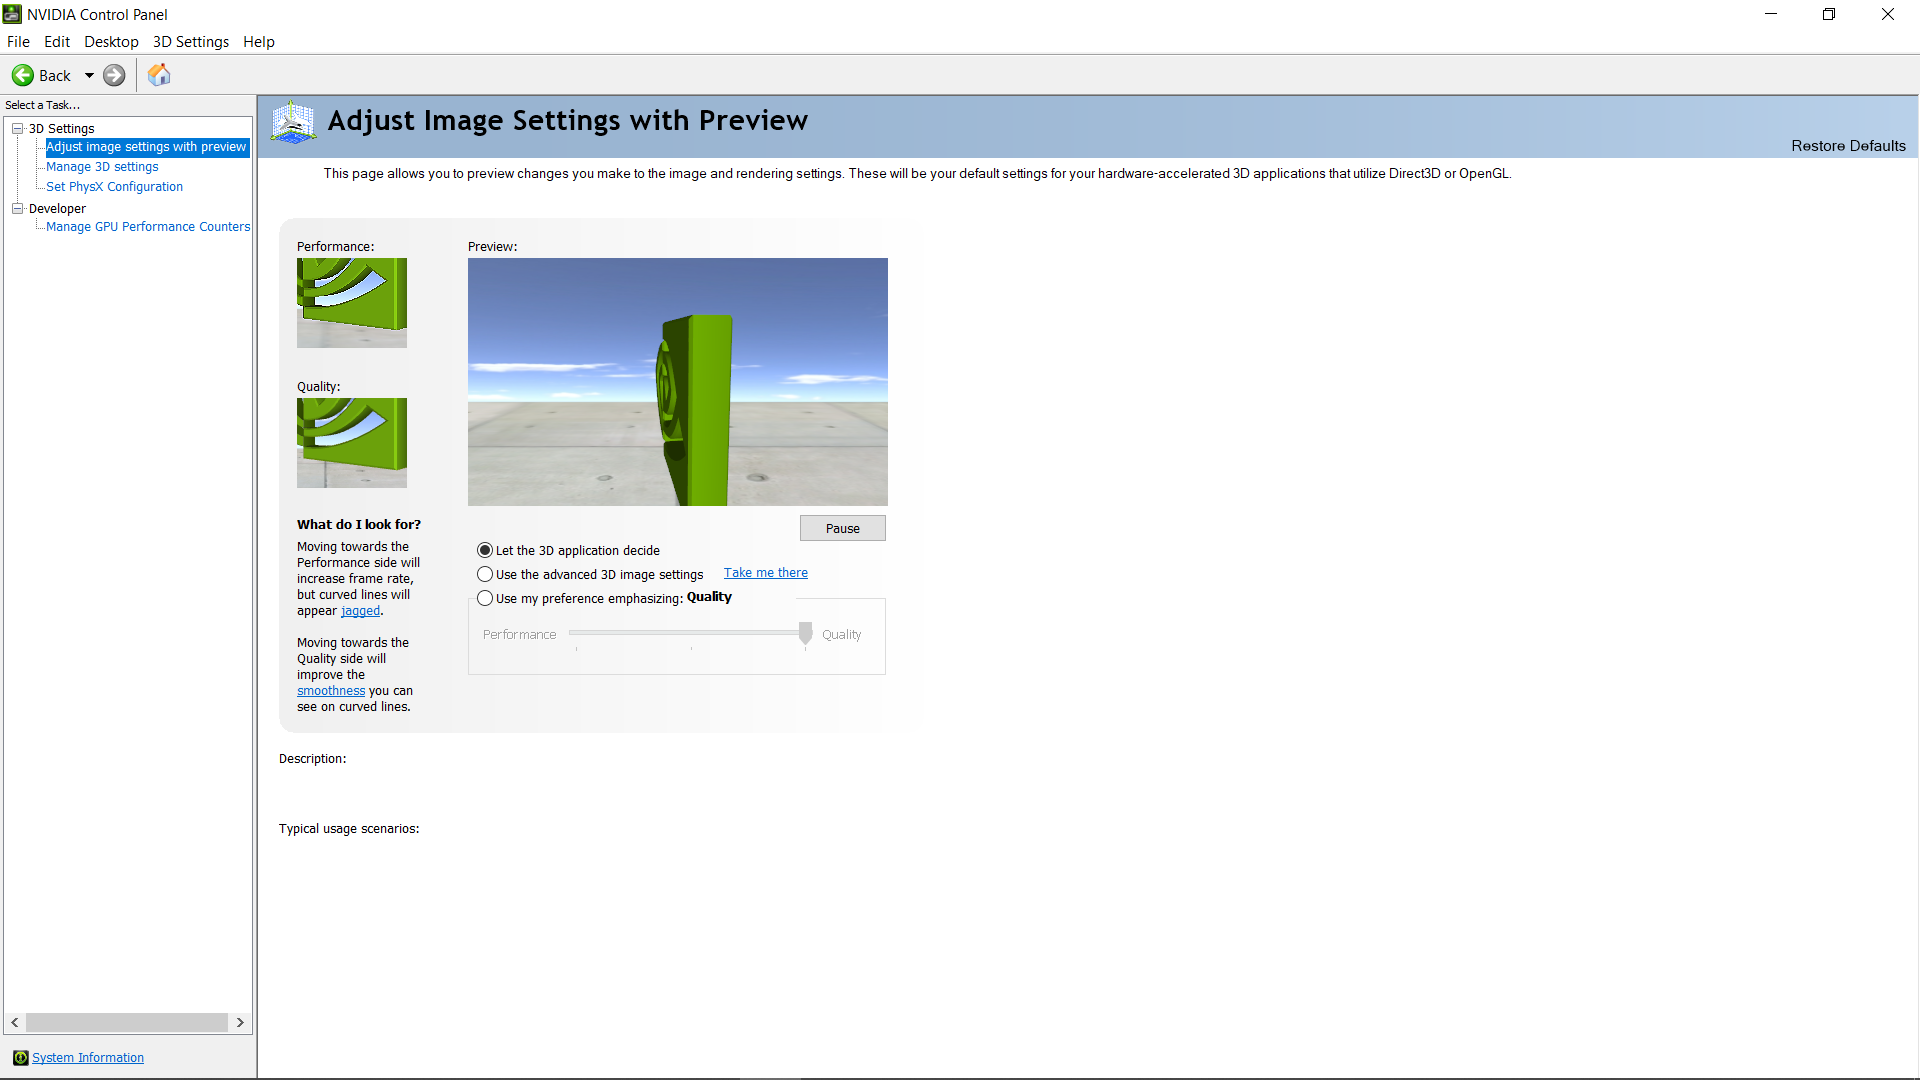 NVIDIA Control Panel
File Edit Desktop 3D Settings Help
Back
Select a Task...
3D Settings
Adjust image settings with preview
Manage 3D settings
Set PhysX Configuration
Developer
Manage GPU Performance Counters
System Information
Adjust Image Settings with Preview
Restore Defaults
This page allows you to preview changes you make to the image and rendering settings. These will be your default settings for your hardware-accelerated 3D applications that utilize Direct3D or OpenGL.
Performance:
Quality:
What do I look for?
Moving towards the
Performance side will
increase frame rate,
but curved lines will
appear jagged.
Moving towards the
Quality side will
improve the
smoothness you can
see on curved lines.
Preview:
Pause
Let the 3D application decide
Use the advanced 3D image settings Take me there
Use my preference emphasizing: Quality
Performance Quality
Description:
Typical usage scenarios: